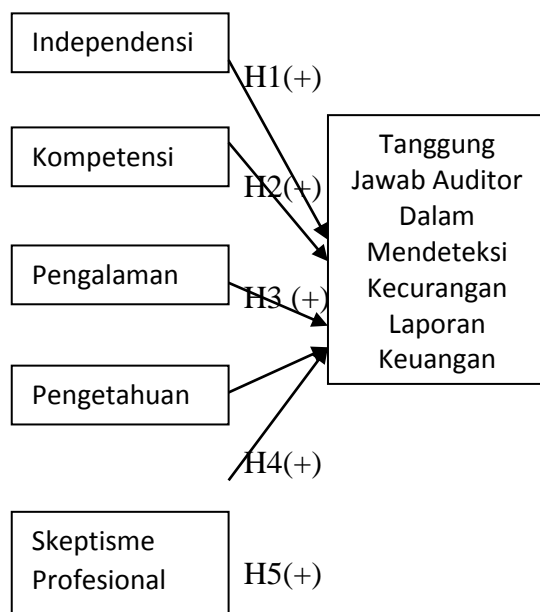 Independensi
H1(+)
Kompetensi
H2(+)
Pengalaman
H3 (+)
Pengetahuan
H4(+)
Skeptisme
Profesional
H5(+)
Tanggung
Jawab Auditor
Dalam
Mendeteksi
Kecurangan
Laporan
Keuangan